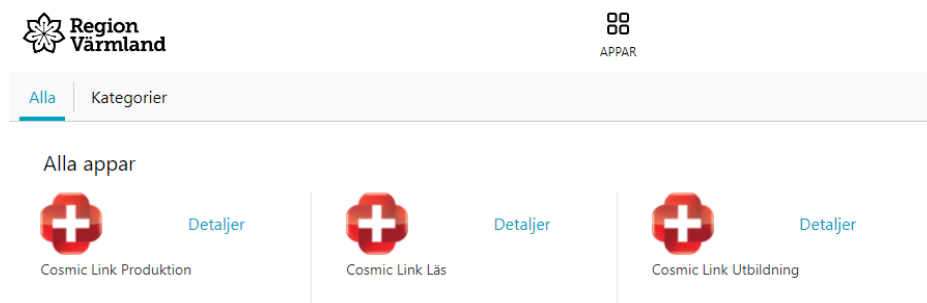 Region
Värmland
APPAR
Alla
Kategorier
Alla appar
Detaljer
Detaljer
Detaljer
Cosmic Link Produktion
Cosmic Link Läs
Cosmic Link Utbildning